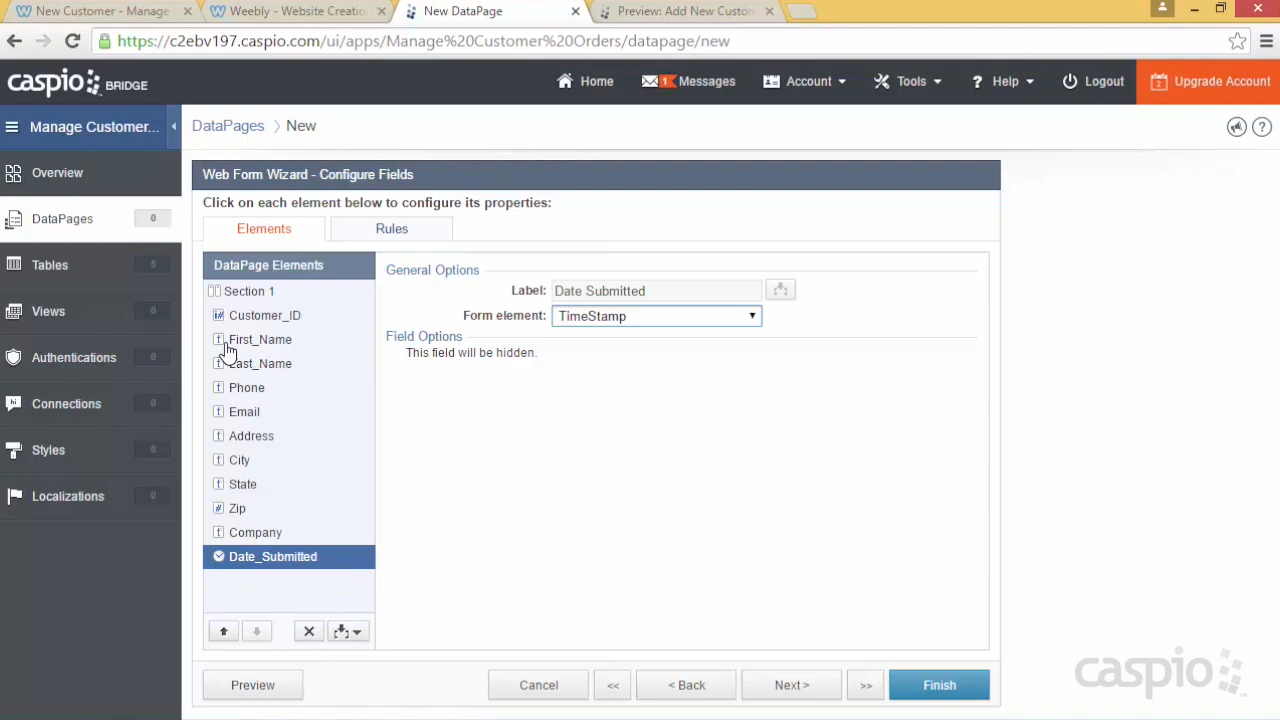 New Customer - Manage
Weebly - Website Creation
New DataPage
Preview: Add New Custom
https://c2ebv197.caspio.com/ui/apps/Manage%20Customer%20Orders/datapage/new
caspio BRIDGE
Home
1 Messages
Account
Tools
? Help
Logout
Upgrade Account
Manage Customer...
DataPages > New
Overview
DataPages 0
Tables 5
Views 0
Authentications 0
Connections 0
Styles 0
Localizations 0
Web Form Wizard - Configure Fields
Click on each element below to configure its properties:
Elements
Rules
DataPage Elements
Section 1
Customer_ID
First_Name
Last_Name
Phone
Email
Address
City
State
Zip
Company
Date_Submitted
General Options
Label: Date Submitted
Form element: TimeStamp
Field Options
This field will be hidden.
Preview
Cancel
<<
< Back
Next >
>>
Finish
caspio